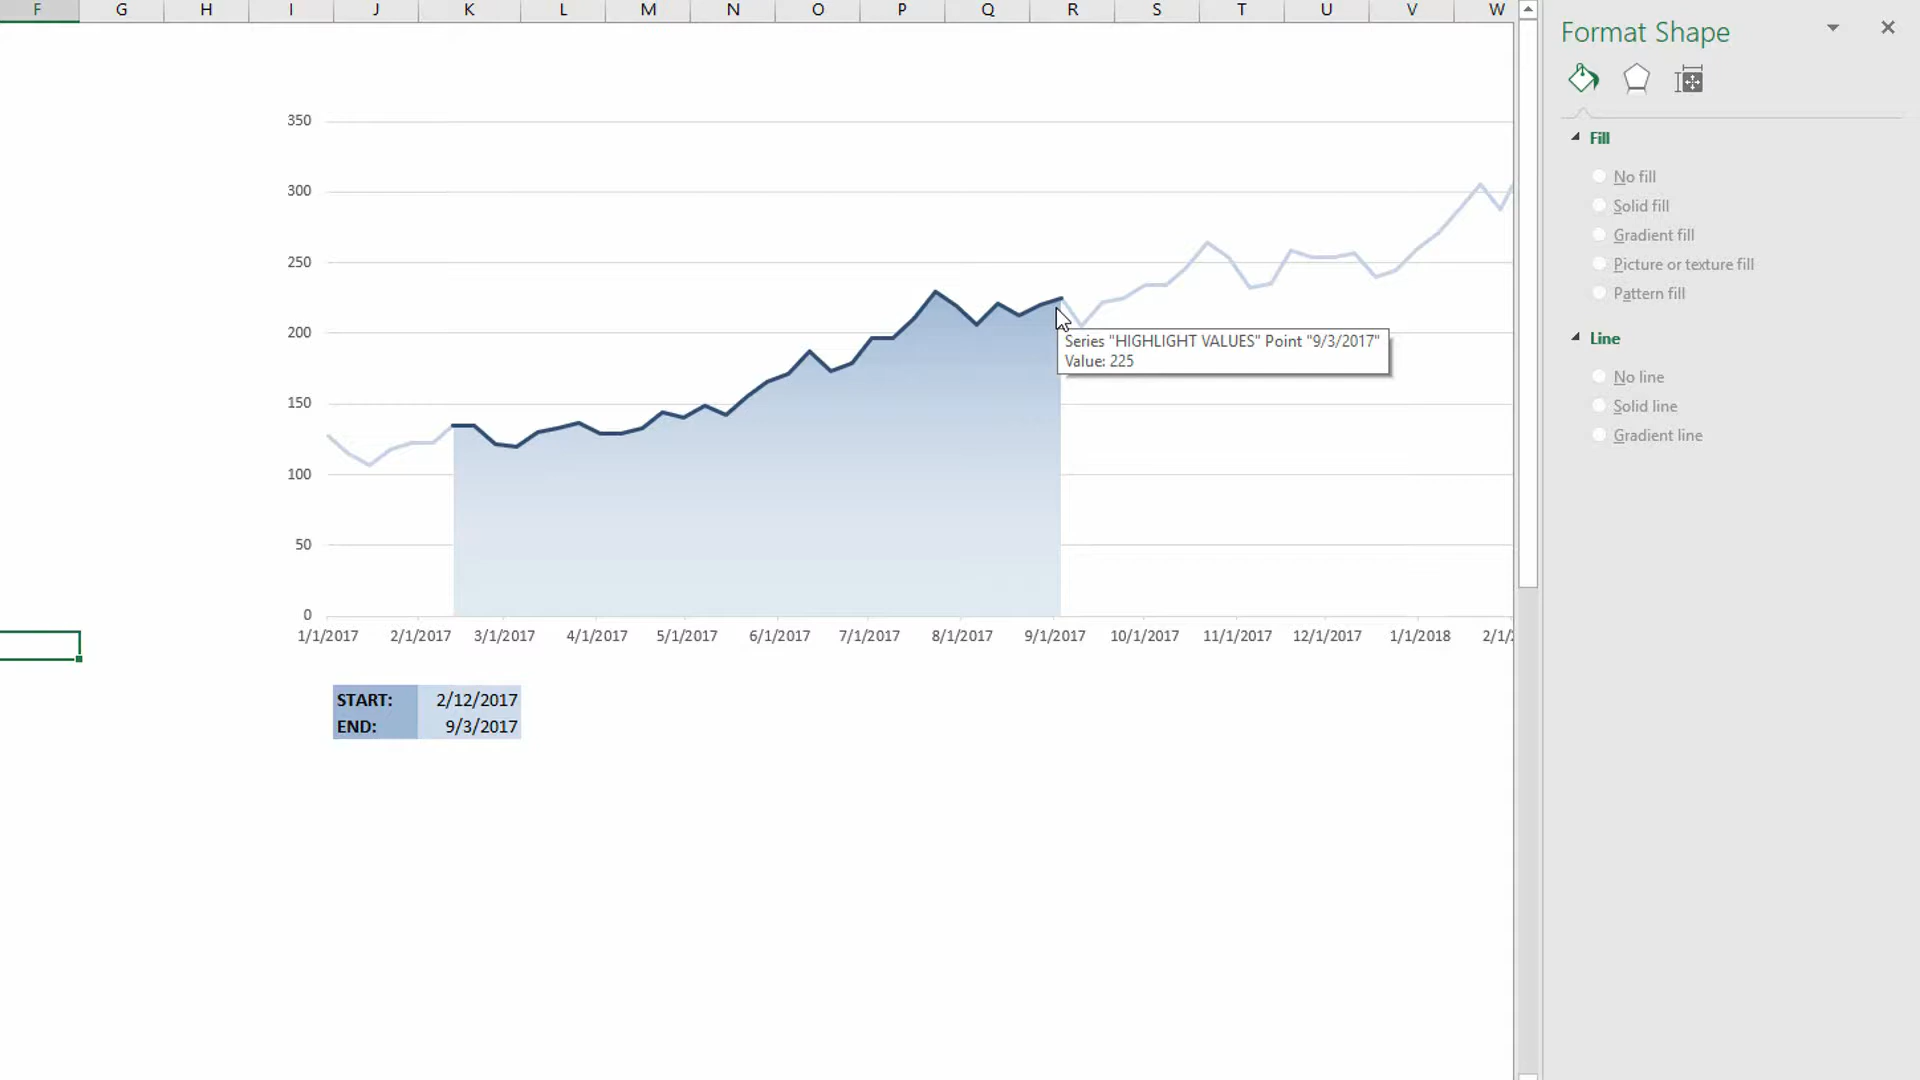 F G H I J K L M N O P Q R S T U V W
Format Shape
Fill
No fill
Solid fill
Gradient fill
Picture or texture fill
Pattern fill
Line
No line
Solid line
Gradient line
350
300
250
200
150
100
50
0
Series "HIGHLIGHT VALUES" Point "9/3/2017"
Value: 225
1/1/2017 2/1/2017 3/1/2017 4/1/2017 5/1/2017 6/1/2017 7/1/2017 8/1/2017 9/1/2017 10/1/2017 11/1/2017 12/1/2017 1/1/2018 2/1/2
START: 2/12/2017
END: 9/3/2017